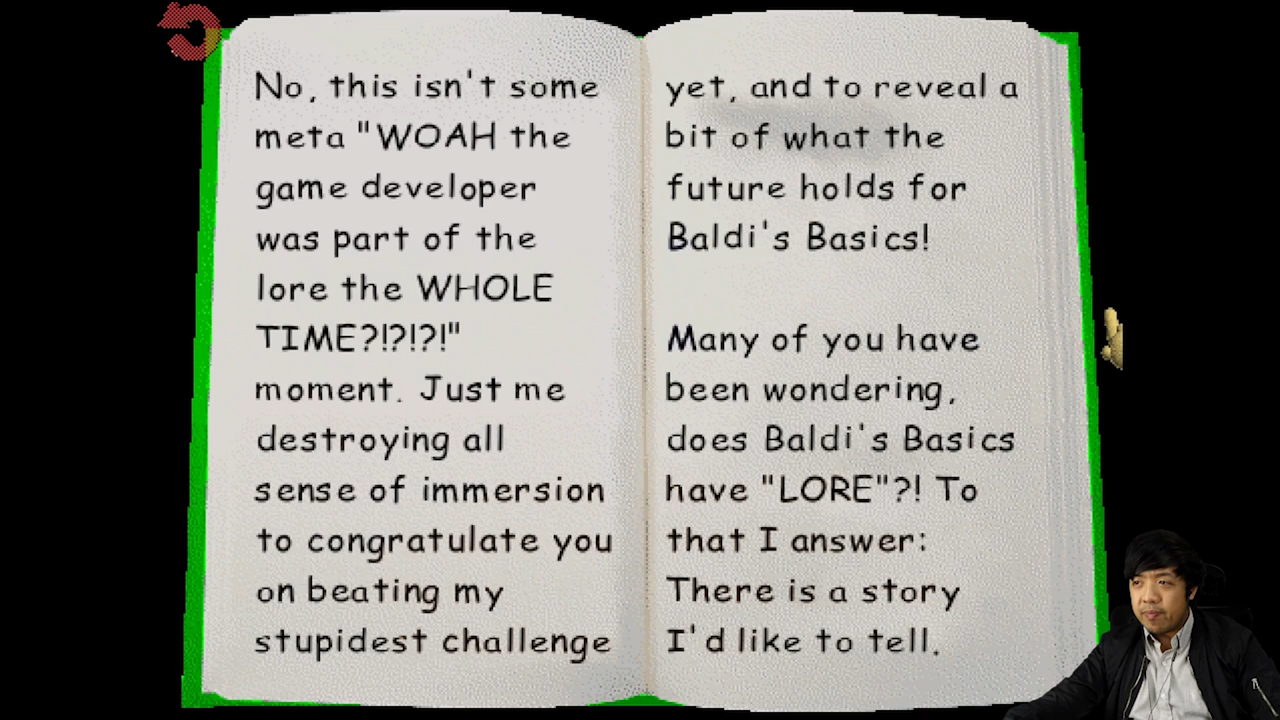 No, this isn't some
meta "WOAH the
game developer
was part of the
lore the WHOLE
TIME?!?!?!"
moment. Just me
destroying all
sense of immersion
to congratulate you
on beating my
stupidest challenge
yet, and to reveal a
bit of what the
future holds for
Baldi's Basics!
Many of you have
been wondering,
does Baldi's Basics
have "LORE"?! To
that I answer:
There is a story
I'd like to tell.